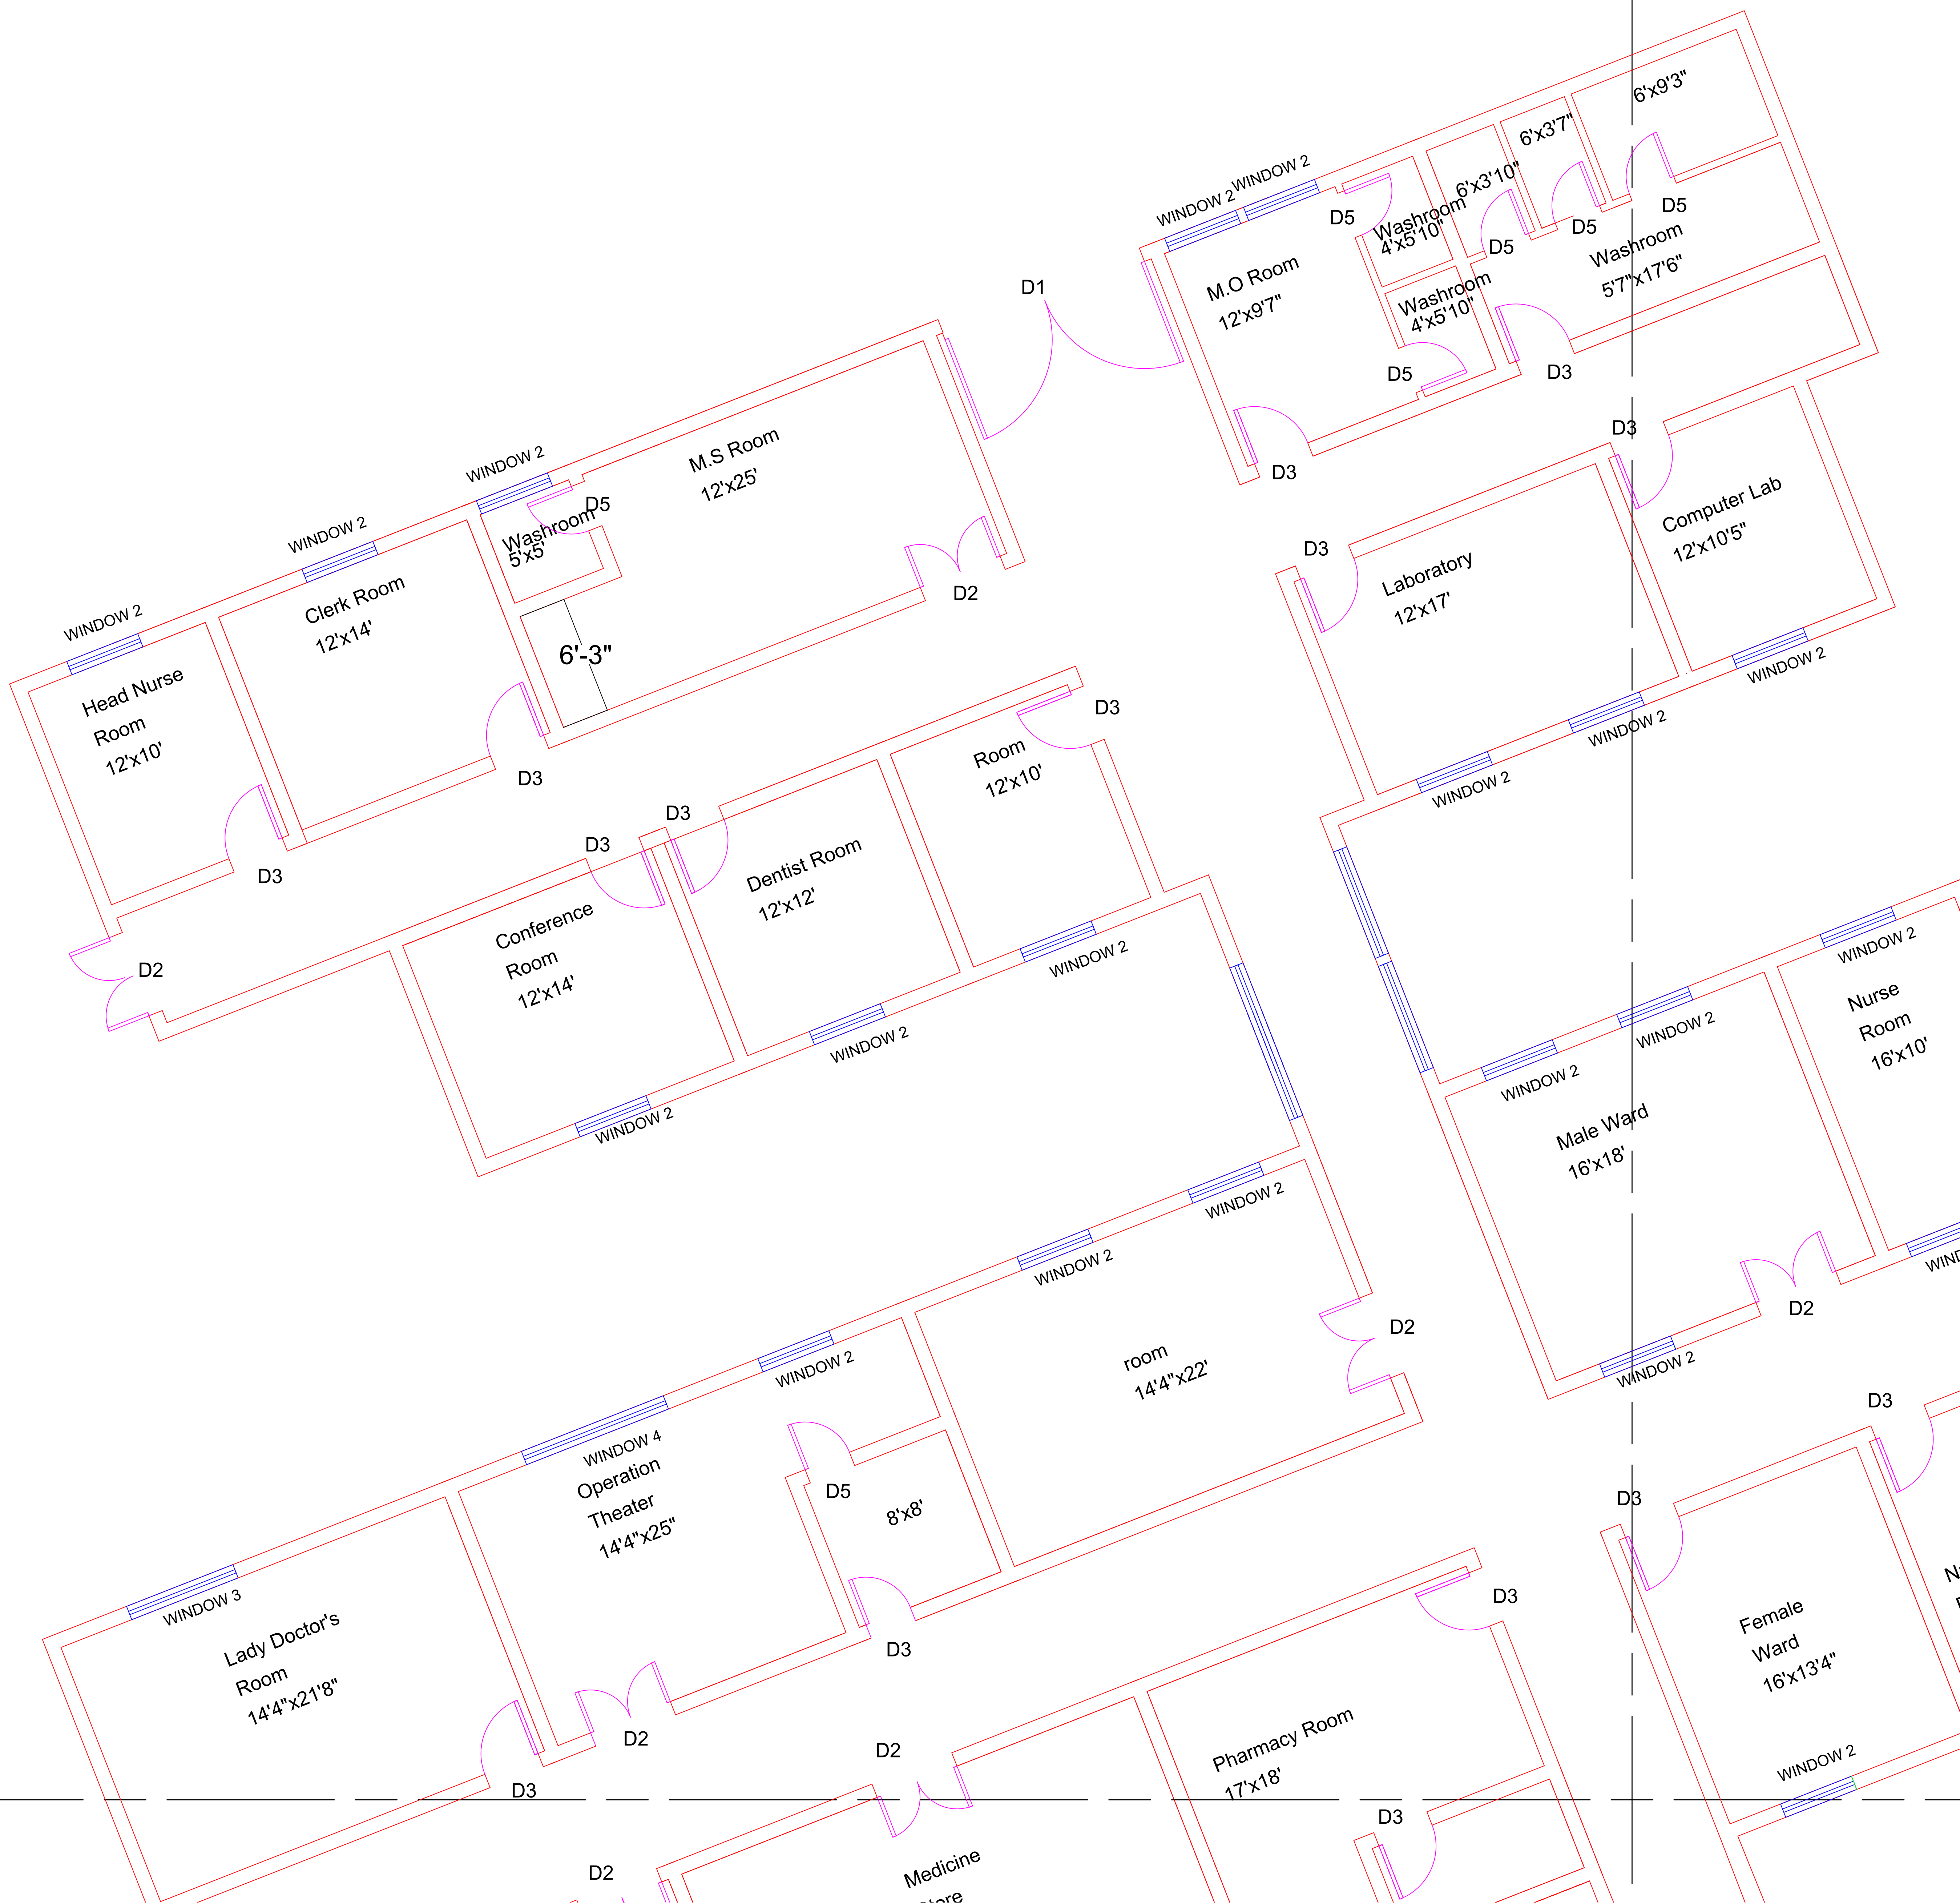 6'x9'3"
6'x3'7"
WINDOW 2
WINDOW 2
6'x3'10"
D5
D5
D5
D5
Washroom
4'x5'10"
Washroom
5'7"x17'6"
M.O Room
12'x9'7"
D1
Washroom
4'x5'10"
D5
D3
D3
WINDOW 2
M.S Room
12'x25'
D5
Washroom
5'x5'
WINDOW 2
D3
Computer Lab
12'x10'5"
D3
Laboratory
12'x17'
Clerk Room
12'x14'
D2
WINDOW 2
6'-3"
WINDOW 2
Head Nurse
Room
12'x10'
D3
WINDOW 2
Room
12'x10'
D3
WINDOW 2
D3
D3
D3
Dentist Room
12'x12'
Conference
Room
12'x14'
WINDOW 2
WINDOW 2
D2
Nurse
Room
16'x10'
WINDOW 2
WINDOW 2
WINDOW 2
WINDOW 2
Male Ward
16'x18'
WINDOW 2
WINDOW 2
D2
D2
room
14'4"x22'
WINDOW 2
WINDOW 2
D3
WINDOW 4
Operation
Theater
14'4"x25"
D5
8'x8'
D3
WINDOW 3
D3
Lady Doctor's
Room
14'4"x21'8"
D3
Female
Ward
16'x13'4"
D2
D2
Pharmacy Room
17'x18'
WINDOW 2
D3
D3
D2
Medicine